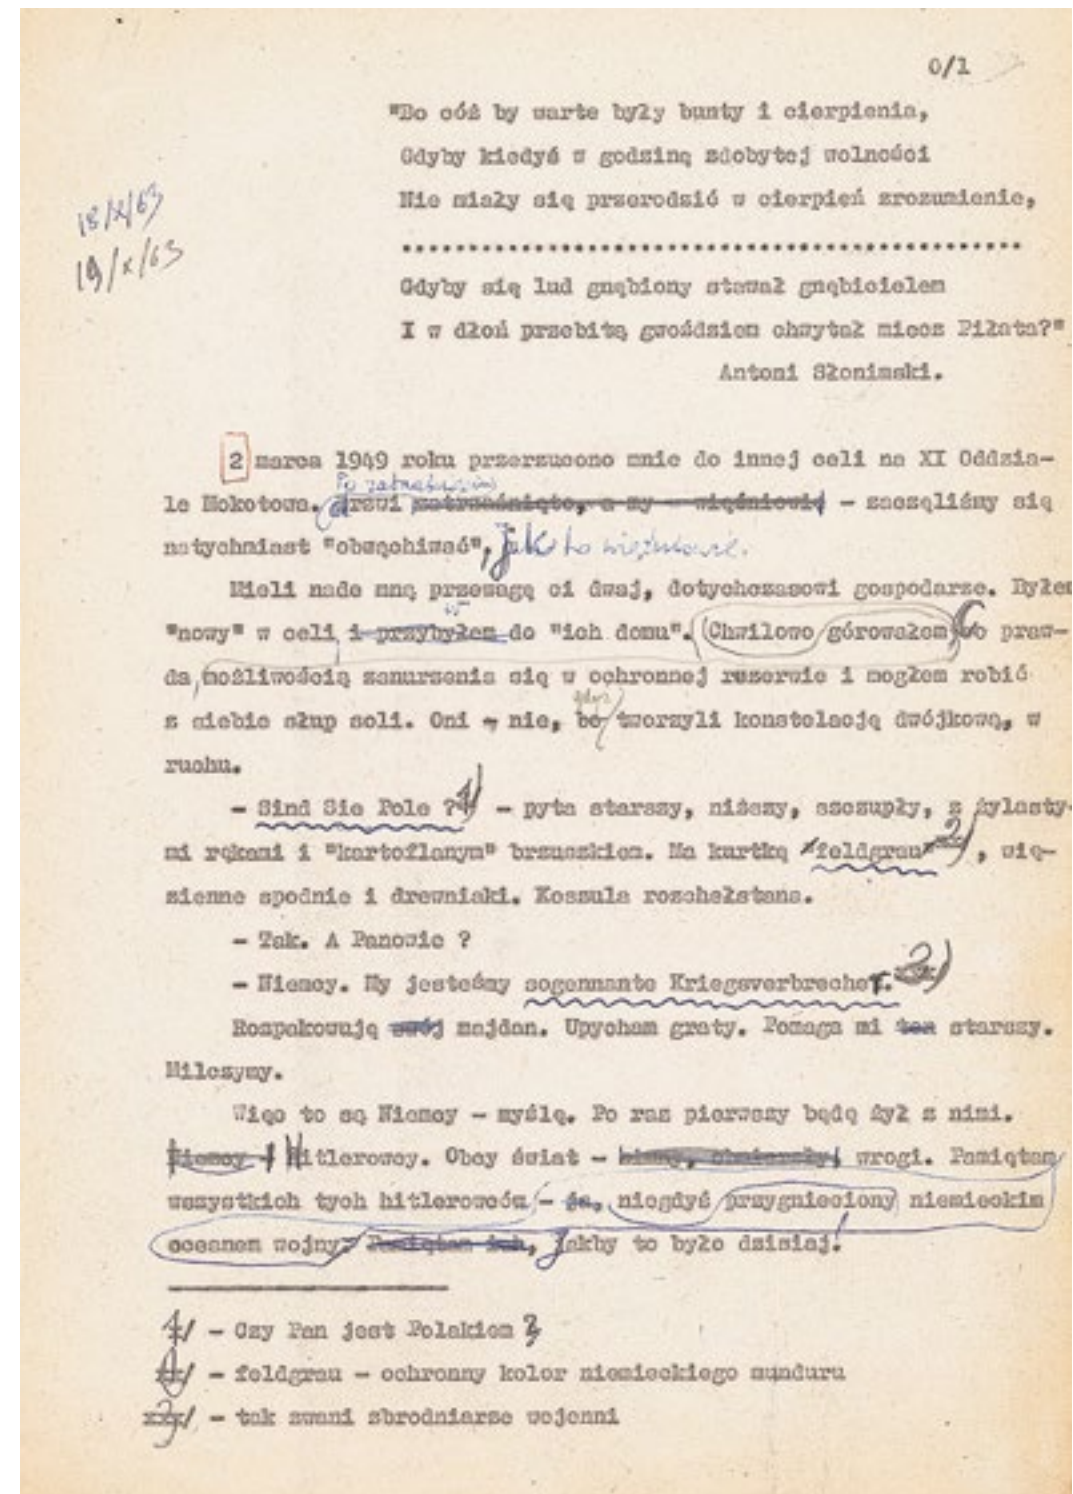 0/1
"Bo cóż by warte były bunty i cierpienia,
Gdyby kiedyś w godzinę zdobytej wolności
Nie miały się przerodzić w cierpień zrozumienie,
18/X/63
19/X/63
..................................................
Gdyby się lud gnębiony stawał gnębicielem
I w dłoń przebitą gwoździem chwytał miecz Piłata?"
Antoni Słonimski.
2 marca 1949 roku przerzucono mnie do innej celi na XI Oddzia-
Po zatrzaśnięciu
le Mokotowa. drzwi zatrzaśnięto, a my - więźniowie - zaczęliśmy się
natychmiast "obwąchiwać", jak to więźniowie.
Mieli nade mną przewagę ci dwaj, dotychczasowi gospodarze. Byłem
w
"nowy" w celi i przybyłem do "ich domu". Chwilowo górowałem, co praw-
da, możliwością zanurzenia się w ochronnej rezerwie i mogłem robić
gdyż
z siebie słup soli. Oni - nie, bo tworzyli konstelację dwójkową, w
ruchu.
- Sind Sie Pole ? 1) - pyta starszy, niższy, szczupły, z żylasty-
mi rękami i "kartoflanym" brzuszkiem. Ma kurtkę "feldgrau" 2), wię-
zienne spodnie i drewniaki. Koszula rozchełstana.
- Tak. A Panowie ?
- Niemcy. My jesteśmy sogennante Kriegsverbrecher. 3)
Rozpakowuję swój majdan. Upycham graty. Pomaga mi ten starszy.
Milczymy.
Więc to są Niemcy - myślę. Po raz pierwszy będę żył z nimi.
Niemcy - Hitlerowcy. Obcy świat - wrogi. Pamiętam
wszystkich tych hitlerowców - ja, niegdyś przygnieciony niemieckim
oceanem wojny. Pamiętam ich, jakby to było dzisiaj!
1/ - Czy Pan jest Polakiem ?
2/ - feldgrau - ochronny kolor niemieckiego munduru
3/ - tak zwani zbrodniarze wojenni